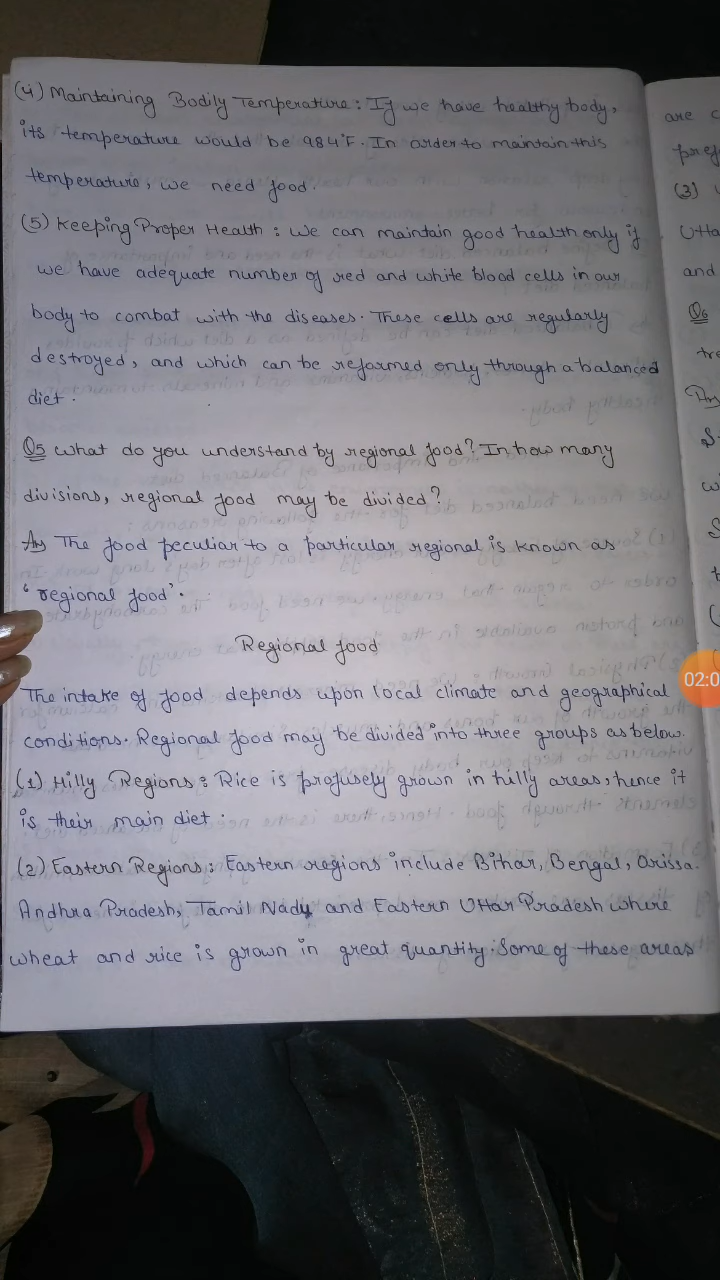 (4) Maintaining Bodily Temperature: If we have healthy body,
its temperature would be 984°F. In order to maintain this
temperature, we need food.
(5) Keeping Proper Health: We can maintain good health only if
we have adequate number of red and white blood cells in our
body to combat with the diseases. These cells are regularly
destroyed, and which can be reformed only through a balanced
diet.
Q5 What do you understand by regional food? In how many
divisions, regional food may be divided?
Ans The food peculiar to a particular regional is known as
'regional food'.
Regional food
The intake of food depends upon local climate and geographical
conditions. Regional food may be divided into three groups as below.
(1) Hilly Regions: Rice is profusely grown in hilly areas, hence it
is their main diet.
(2) Eastern Regions: Eastern regions include Bihar, Bengal, Orissa.
Andhra Pradesh, Tamil Nadu and Eastern Uttar Pradesh where
wheat and rice is grown in great quantity. Some of these areas
are
(3)
and
Q6
Ans
02:0